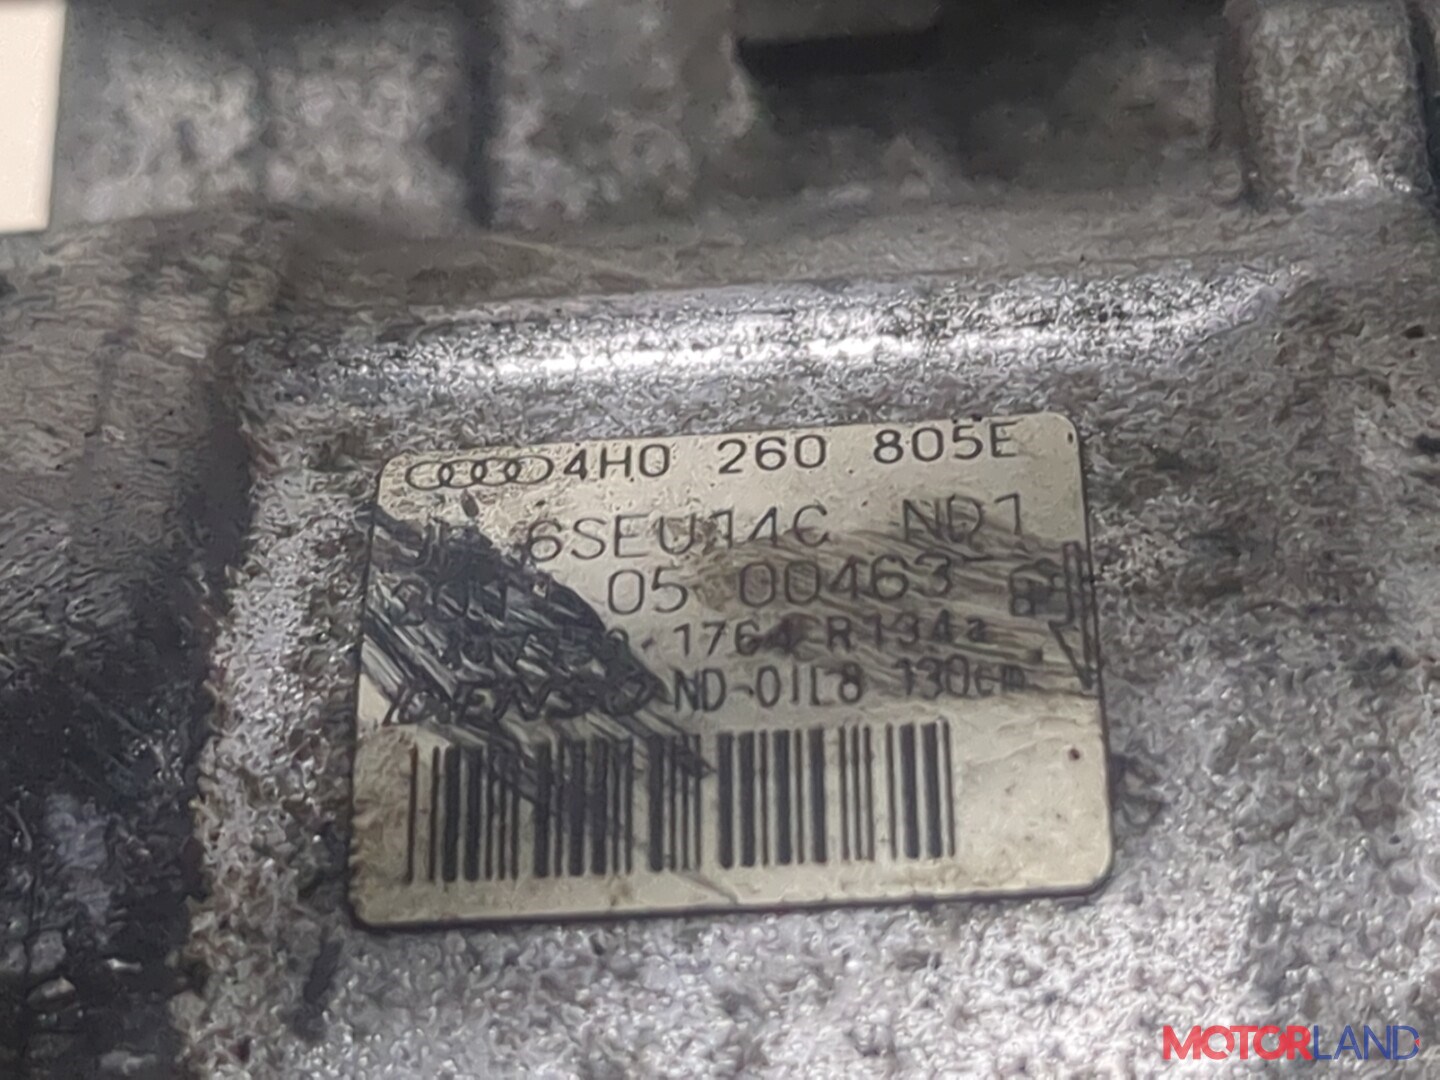 4H0 260 805E
6SEU14C ND1
05 00463
1764 R134a
DENSO ND-OIL8 130cm
MOTORLAND